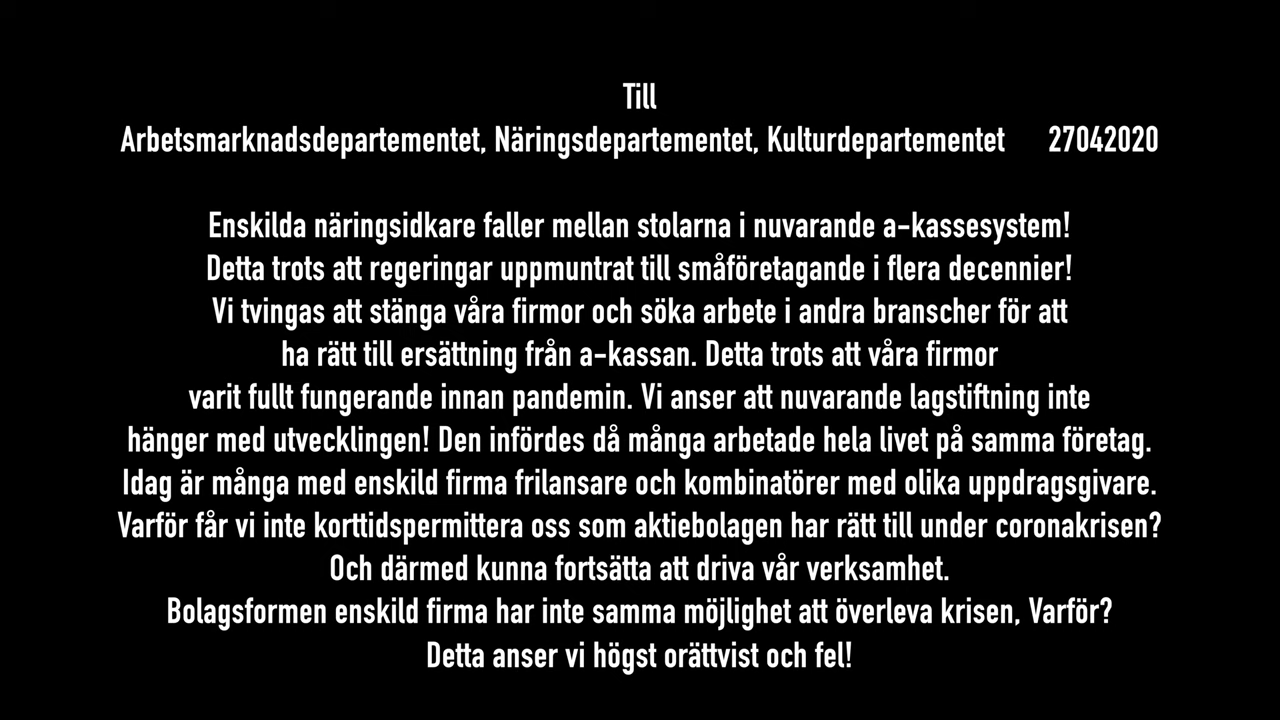 Till
Arbetsmarknadsdepartementet, Näringsdepartementet, Kulturdepartementet 27042020
Enskilda näringsidkare faller mellan stolarna i nuvarande a-kassesystem!
Detta trots att regeringar uppmuntrat till småföretagande i flera decennier!
Vi tvingas att stänga våra firmor och söka arbete i andra branscher för att
ha rätt till ersättning från a-kassan. Detta trots att våra firmor
varit fullt fungerande innan pandemin. Vi anser att nuvarande lagstiftning inte
hänger med utvecklingen! Den infördes då många arbetade hela livet på samma företag.
Idag är många med enskild firma frilansare och kombinatörer med olika uppdragsgivare.
Varför får vi inte korttidspermittera oss som aktiebolagen har rätt till under coronakrisen?
Och därmed kunna fortsätta att driva vår verksamhet.
Bolagsformen enskild firma har inte samma möjlighet att överleva krisen, Varför?
Detta anser vi högst orättvist och fel!